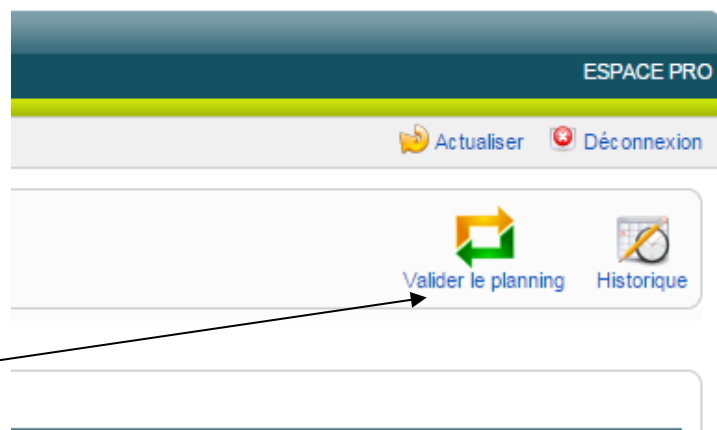 ESPACE PRO
Actualiser Déconnexion
Valider le planning Historique